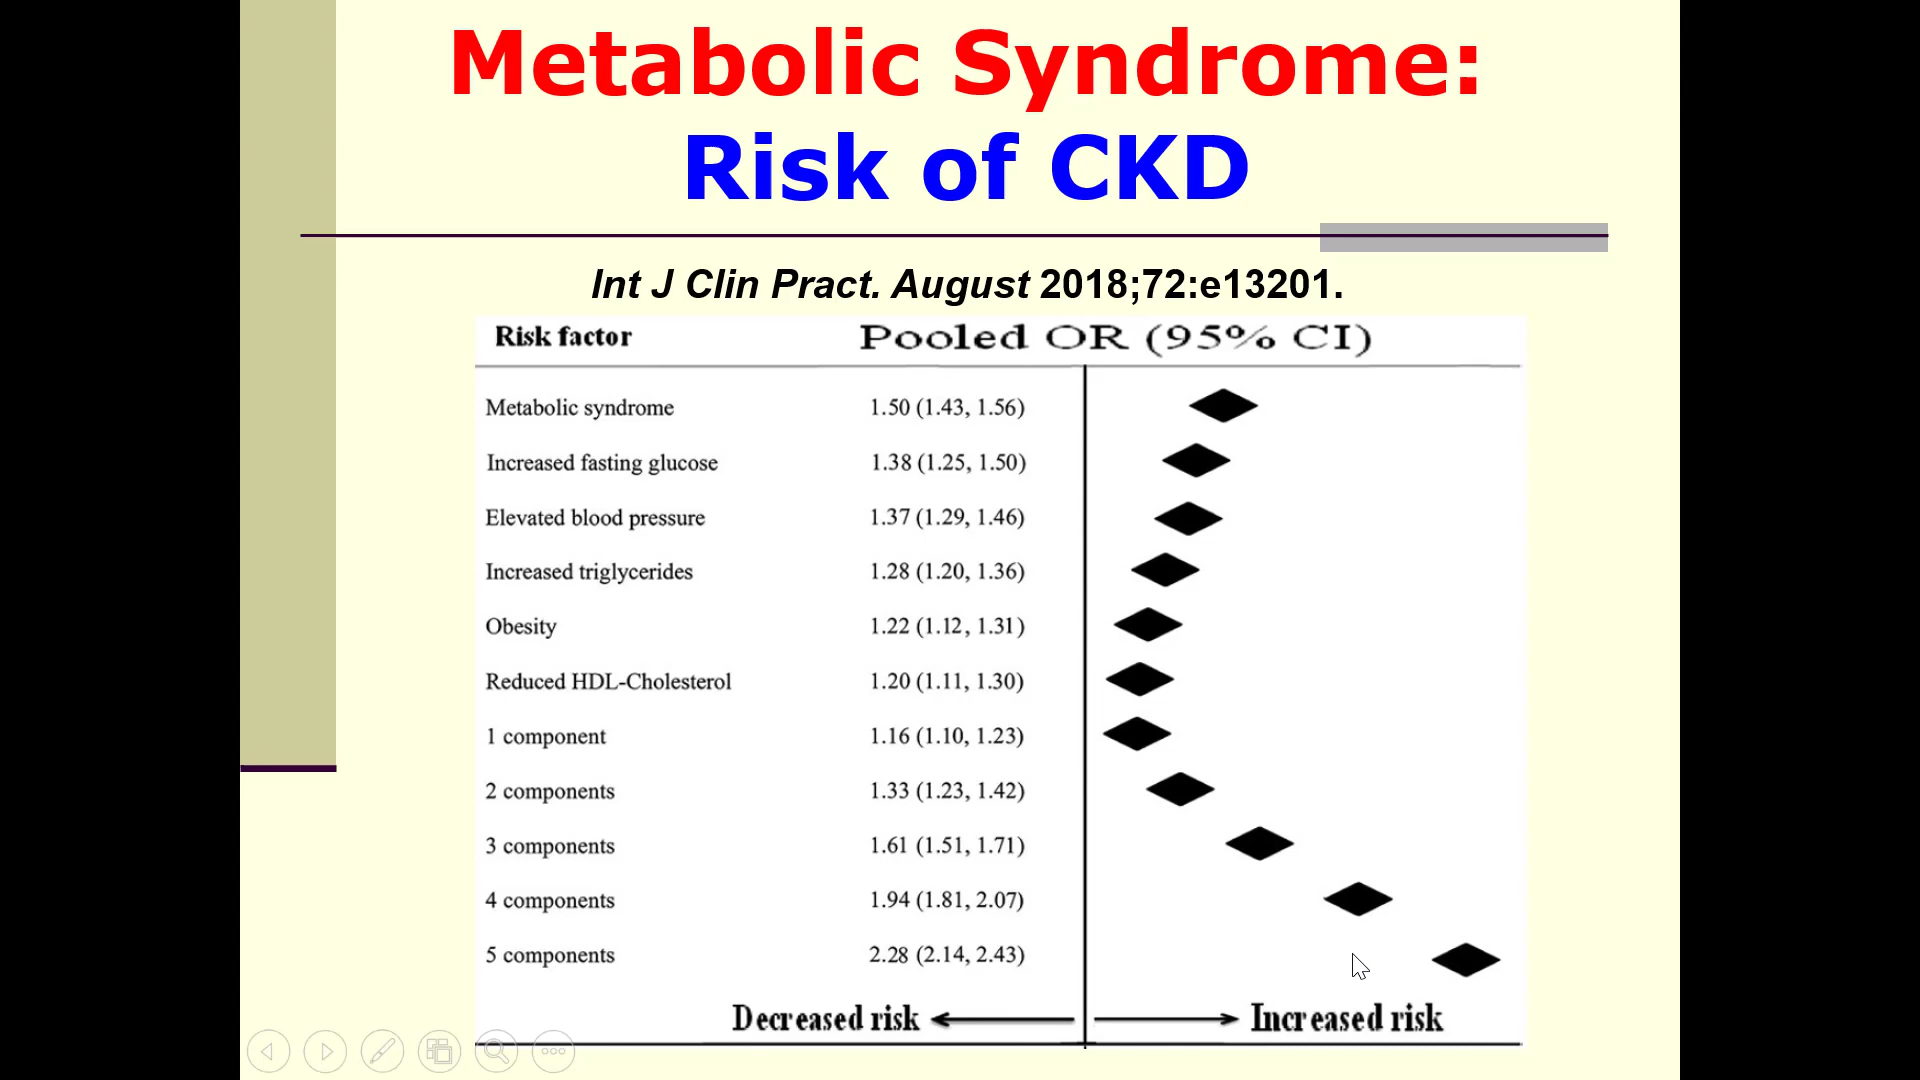 Metabolic Syndrome:
Risk of CKD
Int J Clin Pract. August 2018;72:e13201.
Risk factor Pooled OR (95% CI)
Metabolic syndrome 1.50 (1.43, 1.56)
Increased fasting glucose 1.38 (1.25, 1.50)
Elevated blood pressure 1.37 (1.29, 1.46)
Increased triglycerides 1.28 (1.20, 1.36)
Obesity 1.22 (1.12, 1.31)
Reduced HDL-Cholesterol 1.20 (1.11, 1.30)
1 component 1.16 (1.10, 1.23)
2 components 1.33 (1.23, 1.42)
3 components 1.61 (1.51, 1.71)
4 components 1.94 (1.81, 2.07)
5 components 2.28 (2.14, 2.43)
Decreased risk Increased risk